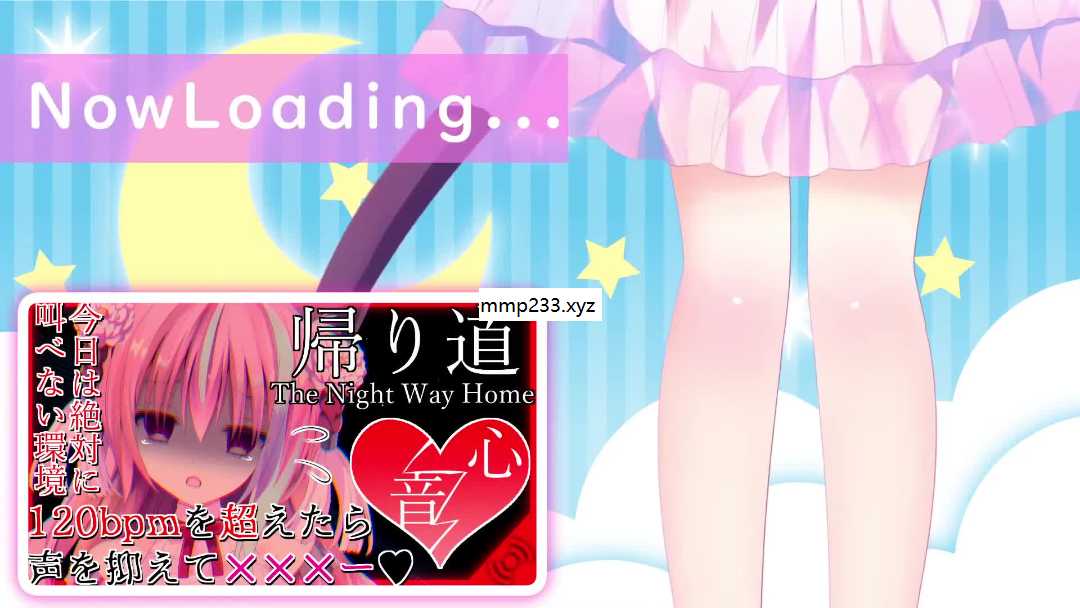 NowLoading...
mmp233.xyz
今日は絶対に
叫べない環境
帰り道
The Night Way Home
心音
120bpmを超えたら
声を抑えて×××ー♡